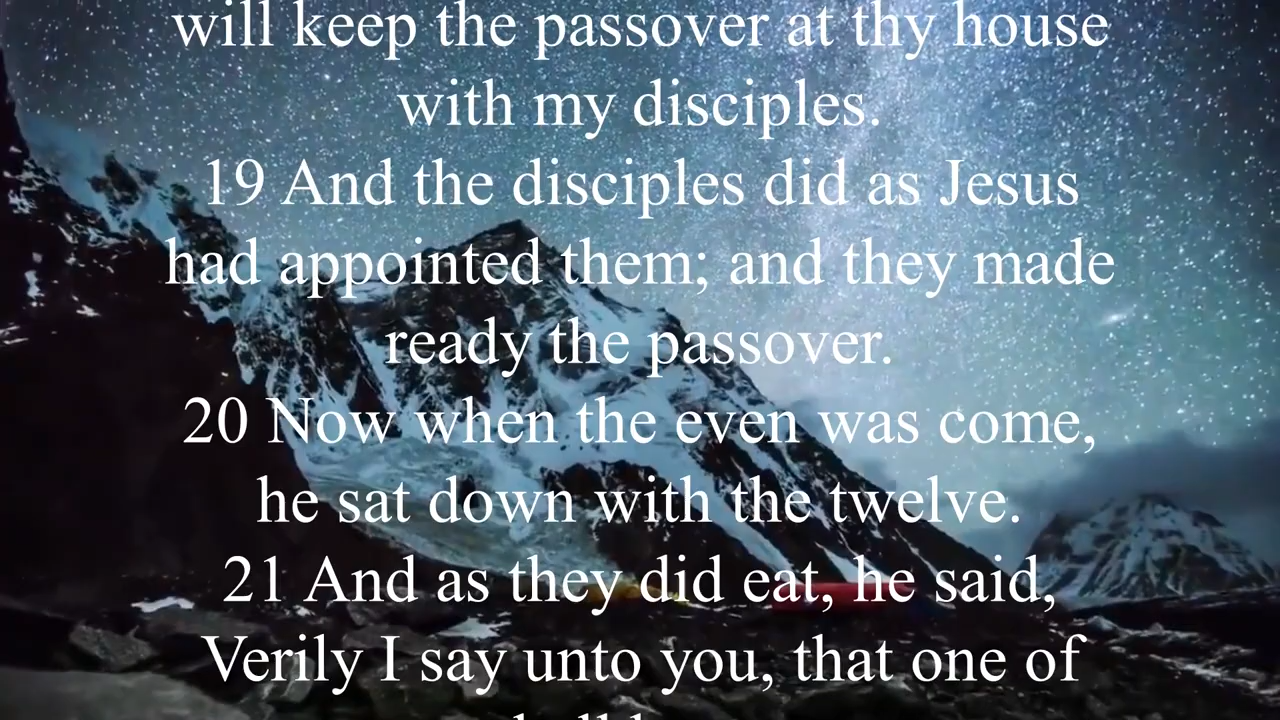 will keep the passover at thy house
with my disciples.
19 And the disciples did as Jesus
had appointed them; and they made
ready the passover.
20 Now when the even was come,
he sat down with the twelve.
21 And as they did eat, he said,
Verily I say unto you, that one of